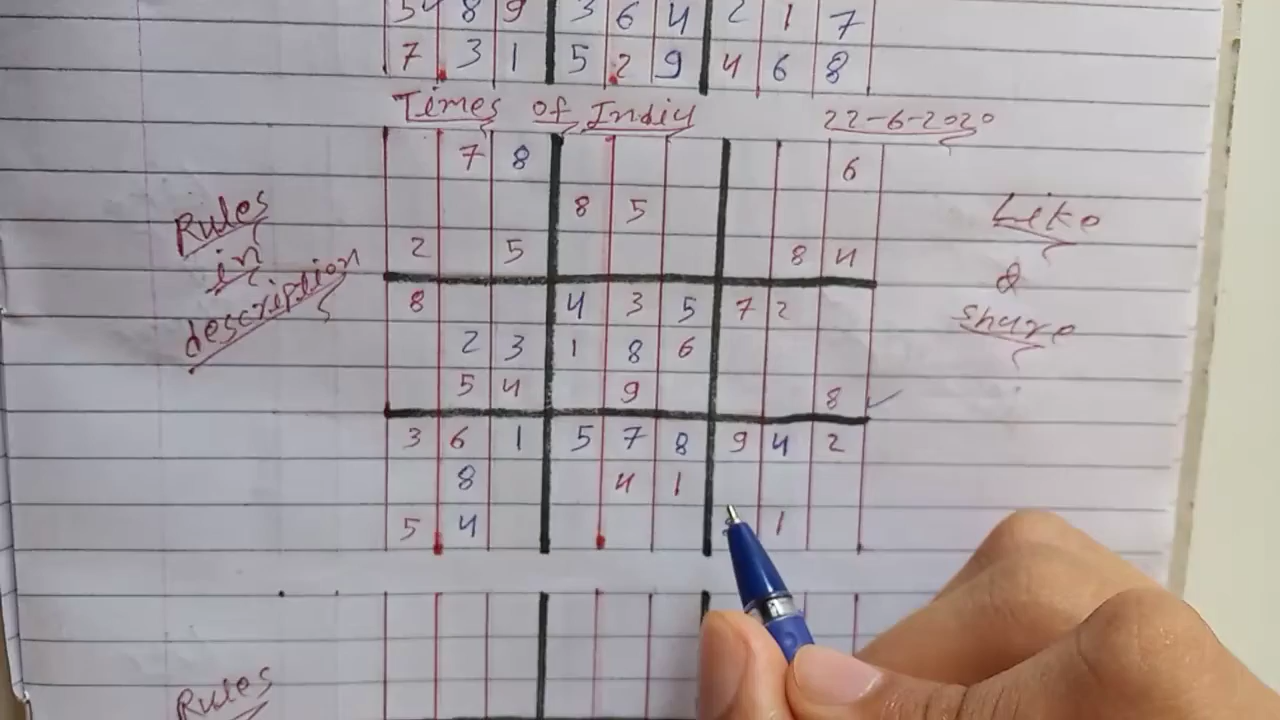 5 8 9 3 6 4 2 1 7
7 3 1 5 2 9 4 6 8
Times of India 22-6-2020
7 8 6
8 5
2 5 8 4
8 4 3 5 7 2
2 3 1 8 6
5 4 9 8
3 6 1 5 7 8 9 4 2
8 4 1
5 4 1
Rules
in
description
Like
&
Share
Rules